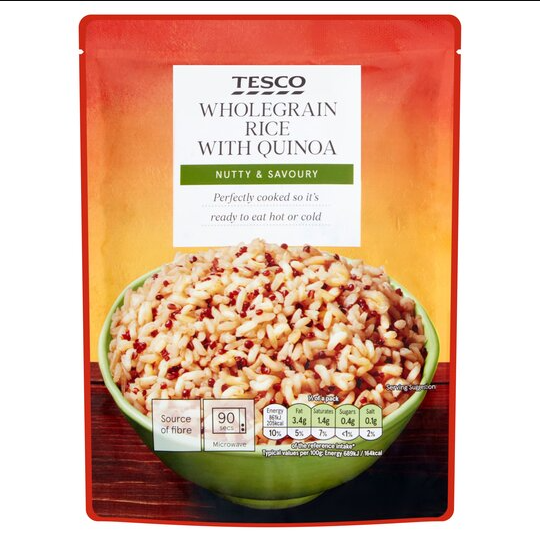 TESCO
WHOLEGRAIN
RICE
WITH QUINOA
NUTTY & SAVOURY
Perfectly cooked so it's
ready to eat hot or cold
Serving Suggestion
Source
of fibre
90
secs
Microwave
½ of a pack
Energy
861kJ
205kcal
10%
Fat
3.4g
5%
Saturates
1.4g
7%
Sugars
0.4g
<1%
Salt
0.1g
2%
of the reference intake*
Typical values per 100g: Energy 689kJ / 164kcal